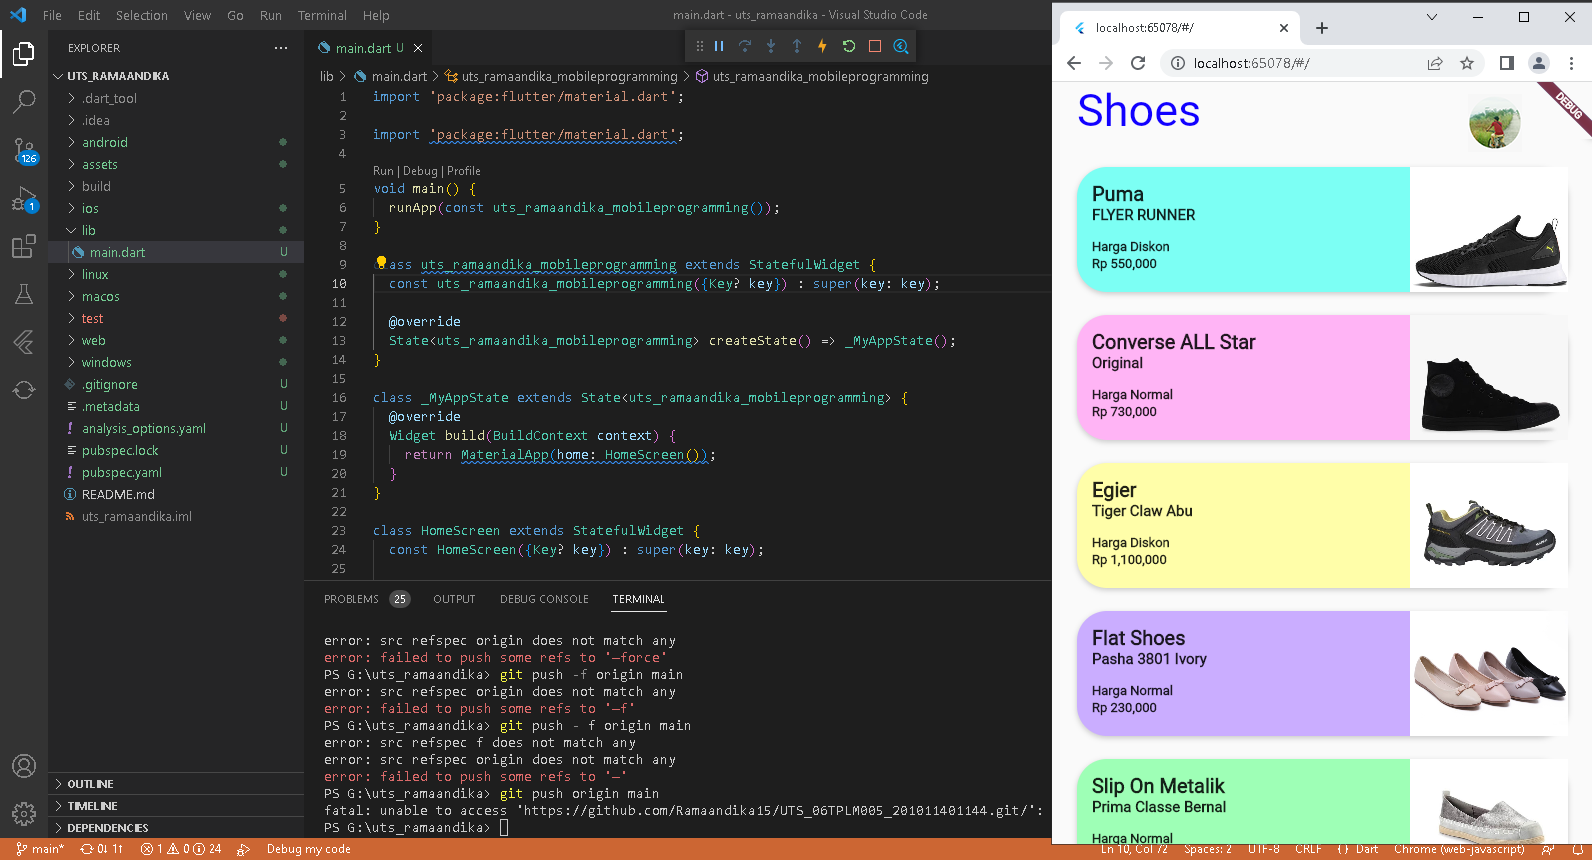 File Edit Selection View Go Run Terminal Help
main.dart - uts_ramaandika - Visual Studio Code
EXPLORER
UTS_RAMAANDIKA
.dart_tool
.idea
android
assets
build
ios
lib
main.dart U
linux
macos
test
web
windows
.gitignore U
.metadata U
analysis_options.yaml U
pubspec.lock U
pubspec.yaml U
README.md
uts_ramaandika.iml
OUTLINE
TIMELINE
DEPENDENCIES
126
1
main.dart U
lib > main.dart > uts_ramaandika_mobileprogramming > uts_ramaandika_mobileprogramming
1 import 'package:flutter/material.dart';
2
3 import 'package:flutter/material.dart';
4
Run | Debug | Profile
5 void main() {
6 runApp(const uts_ramaandika_mobileprogramming());
7 }
8
9 class uts_ramaandika_mobileprogramming extends StatefulWidget {
10 const uts_ramaandika_mobileprogramming({Key? key}) : super(key: key);
11
12 @override
13 State<uts_ramaandika_mobileprogramming> createState() => _MyAppState();
14 }
15
16 class _MyAppState extends State<uts_ramaandika_mobileprogramming> {
17 @override
18 Widget build(BuildContext context) {
19 return MaterialApp(home: HomeScreen());
20 }
21 }
22
23 class HomeScreen extends StatefulWidget {
24 const HomeScreen({Key? key}) : super(key: key);
25
PROBLEMS 25 OUTPUT DEBUG CONSOLE TERMINAL
error: src refspec origin does not match any
error: failed to push some refs to '–force'
PS G:\uts_ramaandika> git push -f origin main
error: src refspec origin does not match any
error: failed to push some refs to '–f'
PS G:\uts_ramaandika> git push - f origin main
error: src refspec f does not match any
error: src refspec origin does not match any
error: failed to push some refs to '–'
PS G:\uts_ramaandika> git push origin main
fatal: unable to access 'https://github.com/Ramaandika15/UTS_06TPLM005_201011401144.git/':
PS G:\uts_ramaandika>
main* 0↓ 1↑ 1 0 24 Debug my code
Ln 10, Col 72 Spaces: 2 UTF-8 CRLF { } Dart Chrome (web-javascript)
localhost:65078/#/
localhost:65078/#/
DEBUG
Shoes
Puma
FLYER RUNNER
Harga Diskon
Rp 550,000
Converse ALL Star
Original
Harga Normal
Rp 730,000
Egier
Tiger Claw Abu
Harga Diskon
Rp 1,100,000
Flat Shoes
Pasha 3801 Ivory
Harga Normal
Rp 230,000
Slip On Metalik
Prima Classe Bernal
Harga Normal